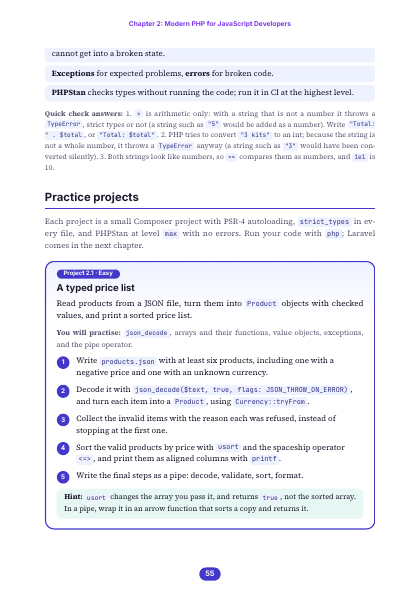 Chapter 2: Modern PHP for JavaScript Developers
cannot get into a broken state.
Exceptions for expected problems, errors for broken code.
PHPStan checks types without running the code; run it in CI at the highest level.
Quick check answers: 1. + is arithmetic only: with a string that is not a number it throws a
TypeError, strict types or not (a string such as "5" would be added as a number). Write "Total:
" . $total, or "Total: $total". 2. PHP tries to convert "3 kits" to an int; because the string is
not a whole number, it throws a TypeError anyway (a string such as "3" would have been con-
verted silently). 3. Both strings look like numbers, so == compares them as numbers, and 1e1 is
10.
Practice projects
Each project is a small Composer project with PSR-4 autoloading, strict_types in ev-
ery file, and PHPStan at level max with no errors. Run your code with php; Laravel
comes in the next chapter.
Project 2.1 · Easy
A typed price list
Read products from a JSON file, turn them into Product objects with checked
values, and print a sorted price list.
You will practise: json_decode, arrays and their functions, value objects, exceptions,
and the pipe operator.
1 Write products.json with at least six products, including one with a
negative price and one with an unknown currency.
2 Decode it with json_decode($text, true, flags: JSON_THROW_ON_ERROR),
and turn each item into a Product, using Currency::tryFrom.
3 Collect the invalid items with the reason each was refused, instead of
stopping at the first one.
4 Sort the valid products by price with usort and the spaceship operator
<=>, and print them as aligned columns with printf.
5 Write the final steps as a pipe: decode, validate, sort, format.
Hint: usort changes the array you pass it, and returns true, not the sorted array.
In a pipe, wrap it in an arrow function that sorts a copy and returns it.
55